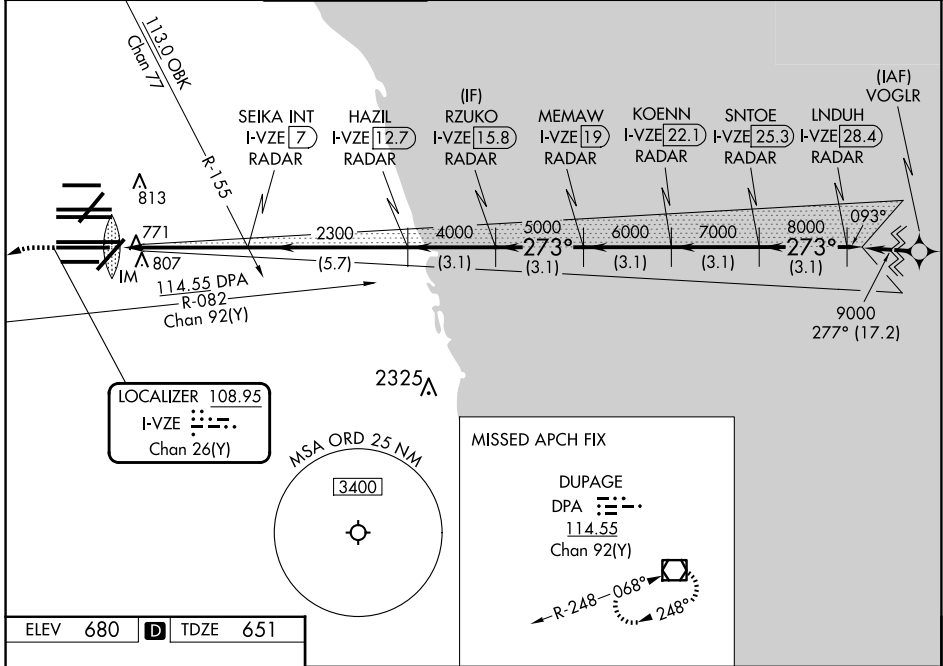 113.0 OBK
Chan 77
R-155
SEIKA INT
I-VZE 7
RADAR
HAZIL
I-VZE 12.7
RADAR
(IF)
RZUKO
I-VZE 15.8
RADAR
MEMAW
I-VZE 19
RADAR
KOENN
I-VZE 22.1
RADAR
SNTOE
I-VZE 25.3
RADAR
LNDUH
I-VZE 28.4
RADAR
(IAF)
VOGLR
813
771
807
IM
2300
4000
5000
6000
7000
8000
093°
273°
273°
(5.7)
(3.1)
(3.1)
(3.1)
(3.1)
(3.1)
9000
277° (17.2)
114.55 DPA
R-082
Chan 92(Y)
2325
LOCALIZER 108.95
I-VZE
Chan 26(Y)
MSA ORD 25 NM
3400
MISSED APCH FIX
DUPAGE
DPA
114.55
Chan 92(Y)
R-248
068°
248°
ELEV 680 D TDZE 651